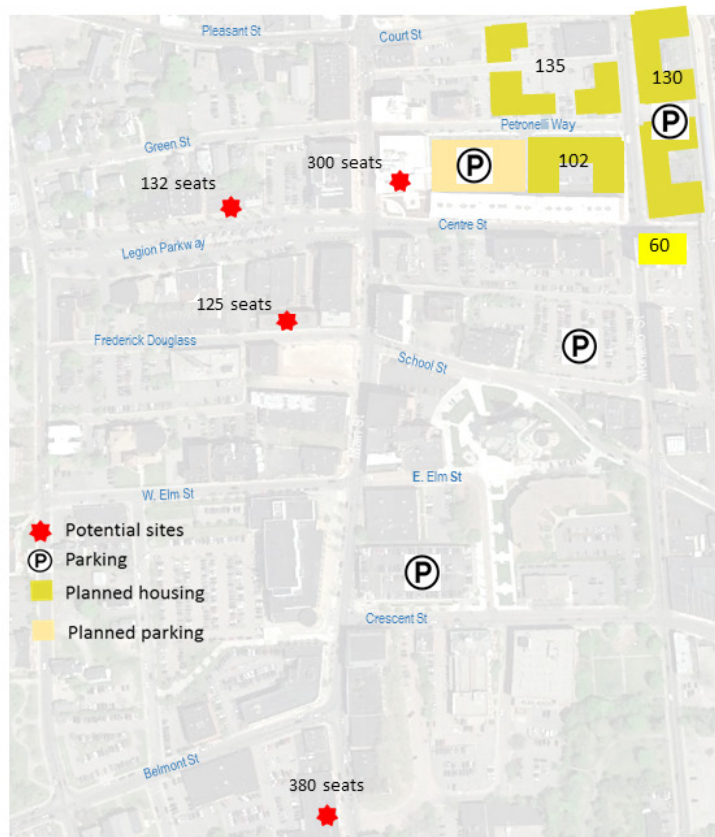 Pleasant St
Court St
135
130
Petronelli Way
P
Green St
300 seats
P
102
132 seats
Centre St
60
Legion Parkway
125 seats
Frederick Douglass
P
School St
Main St
E. Elm St
W. Elm St
Potential sites
P Parking
P
Planned housing
Crescent St
Planned parking
Belmont St
380 seats